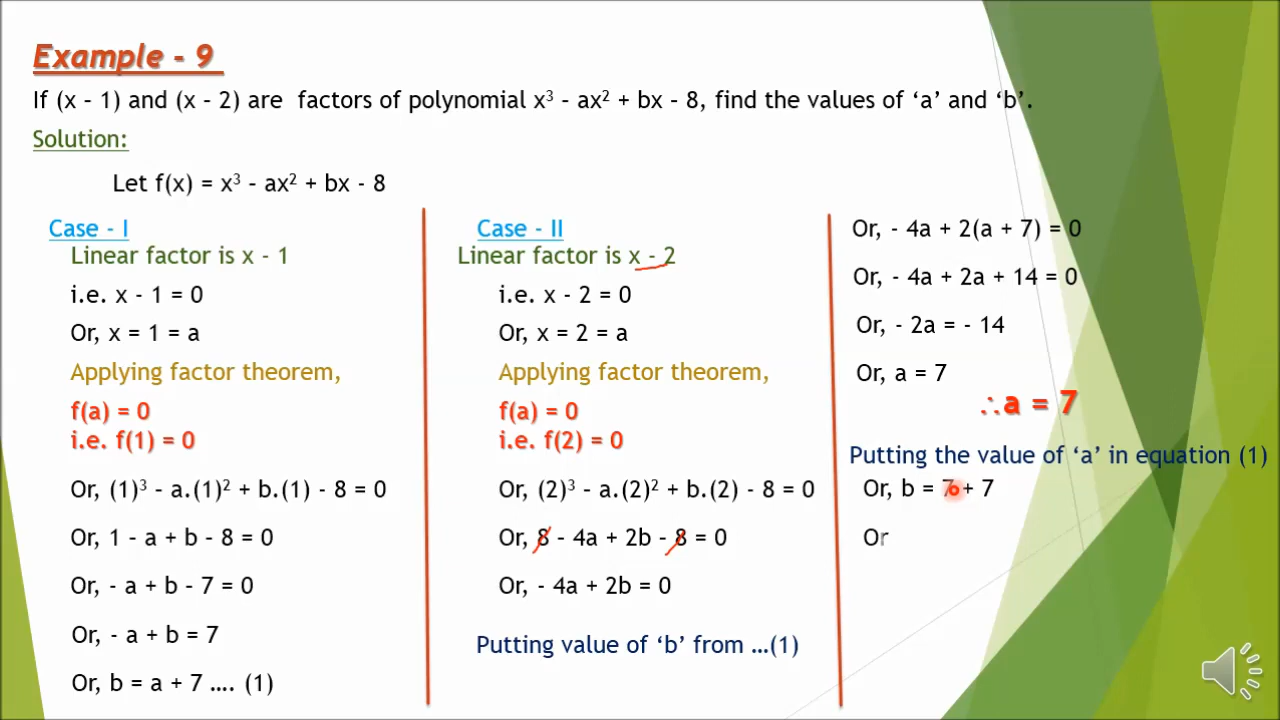 Example - 9
If (x – 1) and (x – 2) are factors of polynomial x³ – ax² + bx – 8, find the values of ‘a’ and ‘b’.
Solution:
Let f(x) = x³ – ax² + bx - 8
Case - I
Linear factor is x - 1
i.e. x - 1 = 0
Or, x = 1 = a
Applying factor theorem,
f(a) = 0
i.e. f(1) = 0
Or, (1)³ - a.(1)² + b.(1) - 8 = 0
Or, 1 - a + b - 8 = 0
Or, - a + b - 7 = 0
Or, - a + b = 7
Or, b = a + 7 …. (1)
Case - II
Linear factor is x - 2
i.e. x - 2 = 0
Or, x = 2 = a
Applying factor theorem,
f(a) = 0
i.e. f(2) = 0
Or, (2)³ - a.(2)² + b.(2) - 8 = 0
Or, 8 - 4a + 2b - 8 = 0
Or, - 4a + 2b = 0
Putting value of ‘b’ from …(1)
Or, - 4a + 2(a + 7) = 0
Or, - 4a + 2a + 14 = 0
Or, - 2a = - 14
Or, a = 7
∴a = 7
Putting the value of ‘a’ in equation (1)
Or, b = 7 + 7
Or